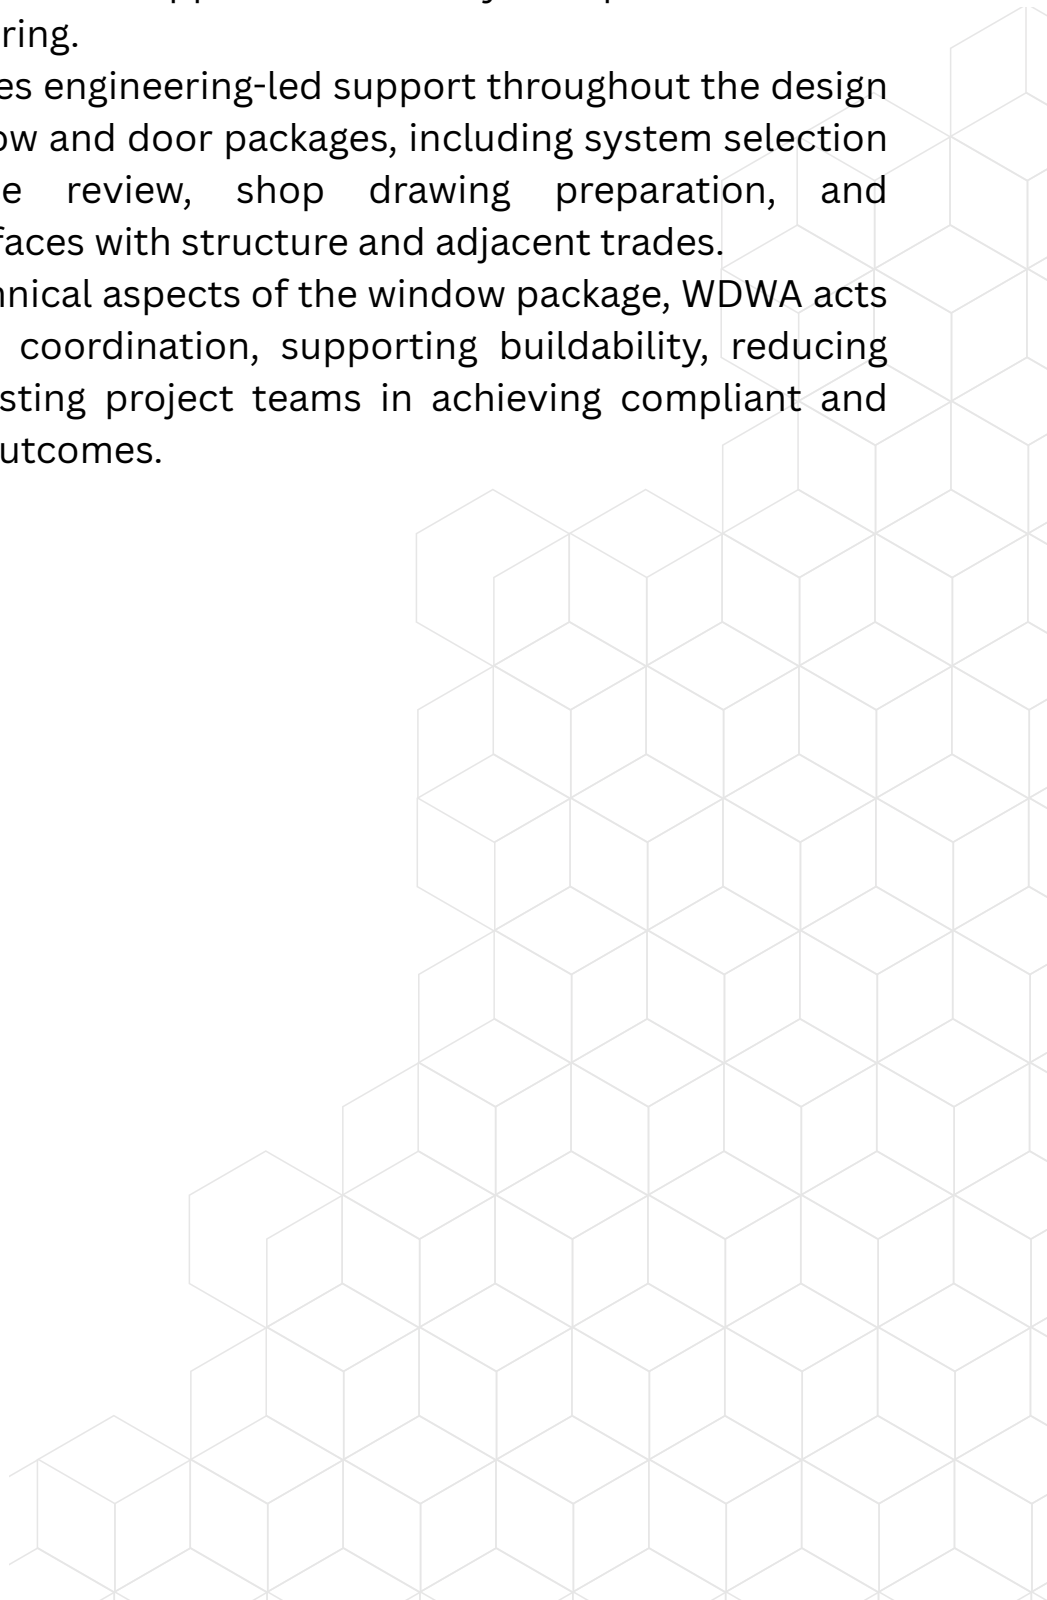 ring.
es engineering-led support throughout the design
ow and door packages, including system selection
e review, shop drawing preparation, and
faces with structure and adjacent trades.
nnical aspects of the window package, WDWA acts
coordination, supporting buildability, reducing
sting project teams in achieving compliant and
utcomes.